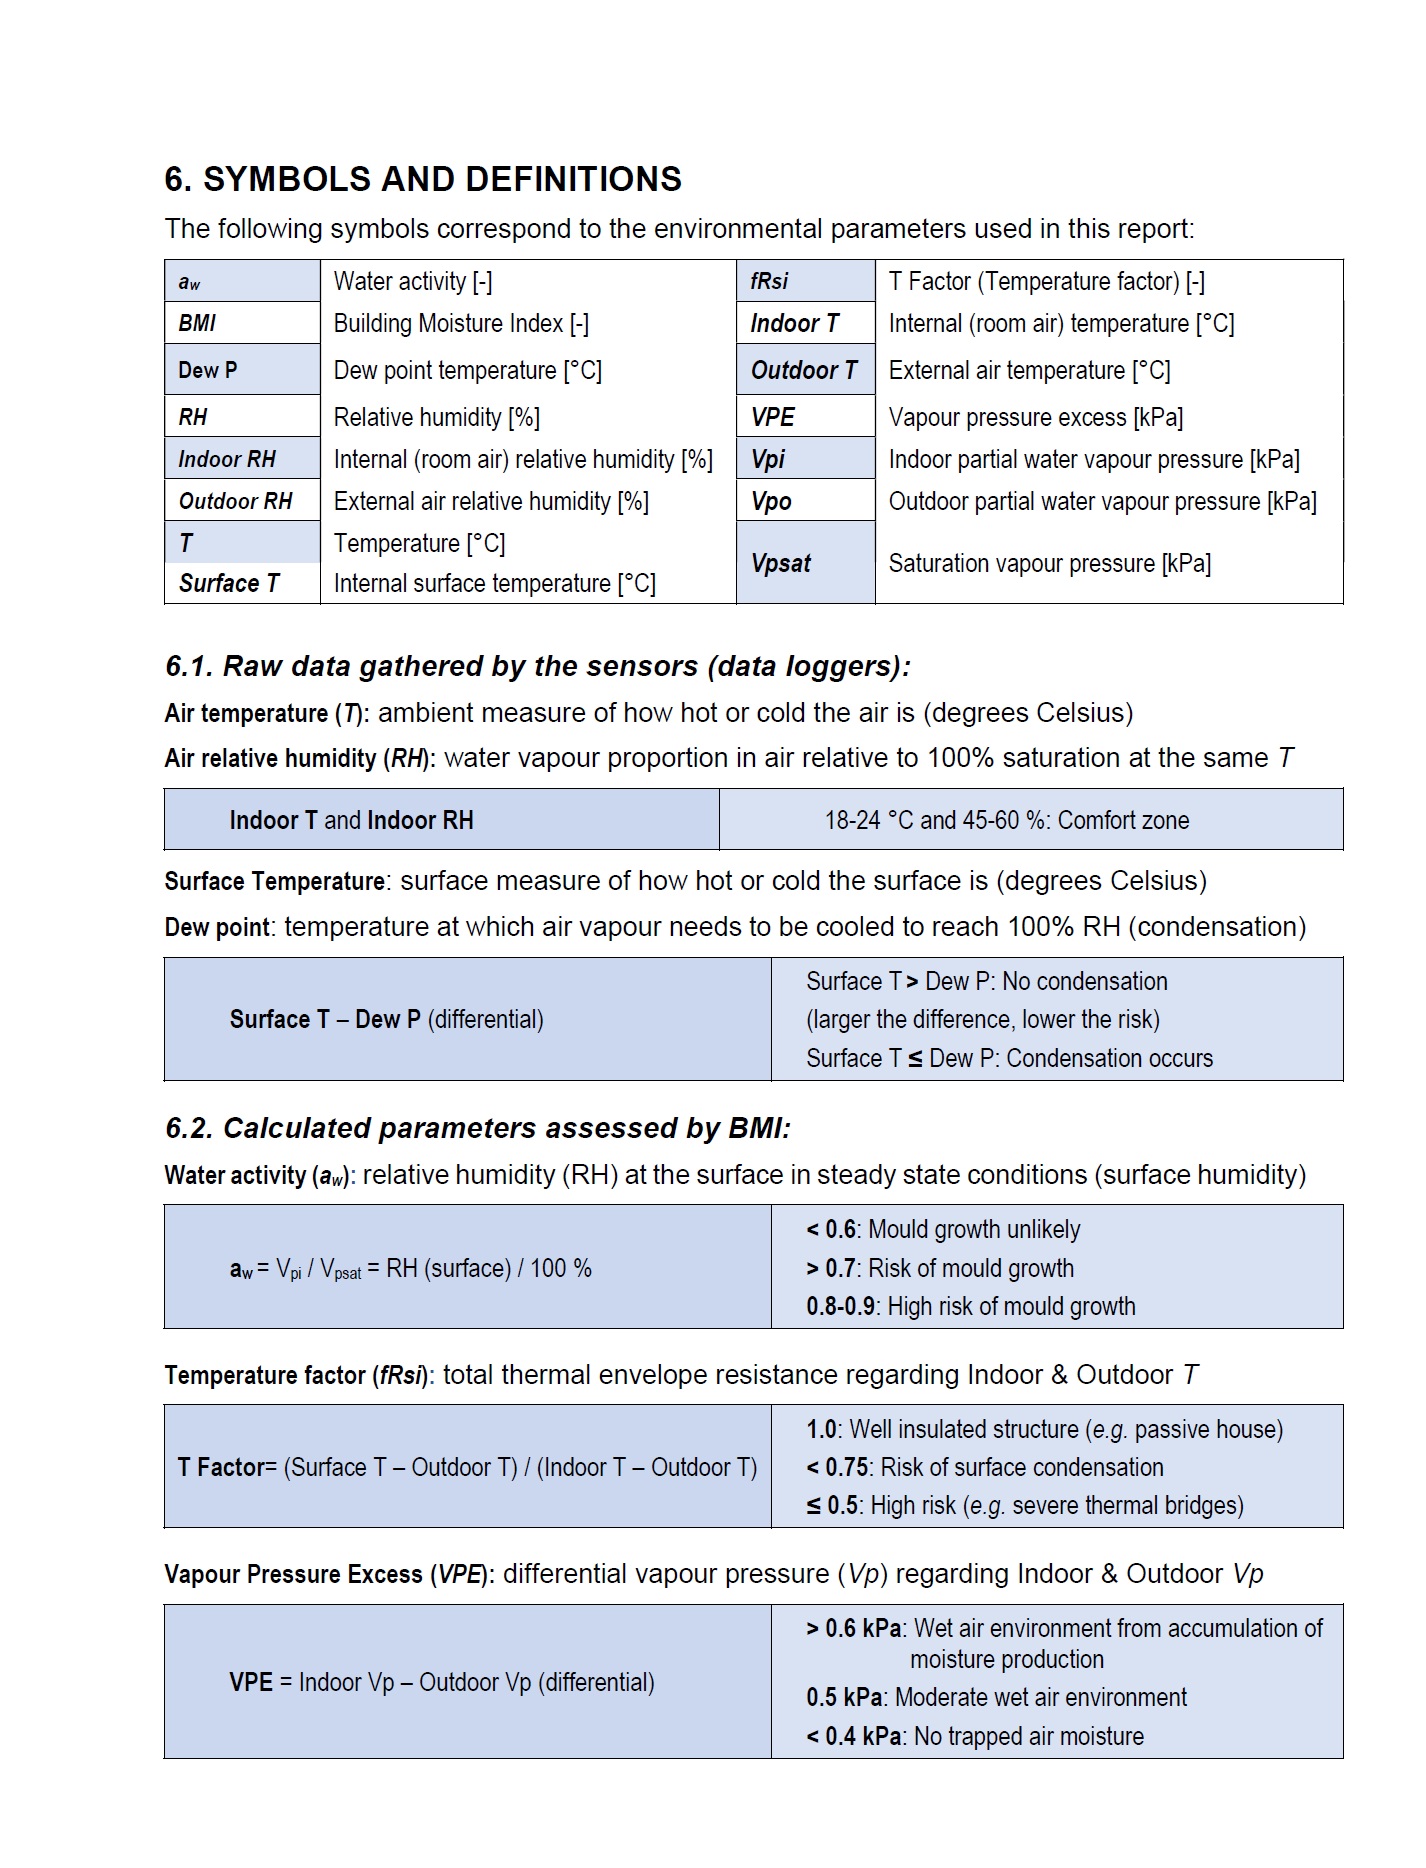 6. SYMBOLS AND DEFINITIONS
The following symbols correspond to the environmental parameters used in this report:
aw Water activity [-] fRsi T Factor (Temperature factor) [-]
BMI Building Moisture Index [-] Indoor T Internal (room air) temperature [°C]
Dew P Dew point temperature [°C] Outdoor T External air temperature [°C]
RH Relative humidity [%] VPE Vapour pressure excess [kPa]
Indoor RH Internal (room air) relative humidity [%] Vpi Indoor partial water vapour pressure [kPa]
Outdoor RH External air relative humidity [%] Vpo Outdoor partial water vapour pressure [kPa]
T Temperature [°C]
Vpsat Saturation vapour pressure [kPa]
Surface T Internal surface temperature [°C]
6.1. Raw data gathered by the sensors (data loggers):
Air temperature (T): ambient measure of how hot or cold the air is (degrees Celsius)
Air relative humidity (RH): water vapour proportion in air relative to 100% saturation at the same T
Indoor T and Indoor RH 18-24 °C and 45-60 %: Comfort zone
Surface Temperature: surface measure of how hot or cold the surface is (degrees Celsius)
Dew point: temperature at which air vapour needs to be cooled to reach 100% RH (condensation)
Surface T – Dew P (differential)
Surface T > Dew P: No condensation
(larger the difference, lower the risk)
Surface T ≤ Dew P: Condensation occurs
6.2. Calculated parameters assessed by BMI:
Water activity (aw): relative humidity (RH) at the surface in steady state conditions (surface humidity)
aw = Vpi / Vpsat = RH (surface) / 100 %
< 0.6: Mould growth unlikely
> 0.7: Risk of mould growth
0.8-0.9: High risk of mould growth
Temperature factor (fRsi): total thermal envelope resistance regarding Indoor & Outdoor T
T Factor= (Surface T – Outdoor T) / (Indoor T – Outdoor T)
1.0: Well insulated structure (e.g. passive house)
< 0.75: Risk of surface condensation
≤ 0.5: High risk (e.g. severe thermal bridges)
Vapour Pressure Excess (VPE): differential vapour pressure (Vp) regarding Indoor & Outdoor Vp
VPE = Indoor Vp – Outdoor Vp (differential)
> 0.6 kPa: Wet air environment from accumulation of
moisture production
0.5 kPa: Moderate wet air environment
< 0.4 kPa: No trapped air moisture